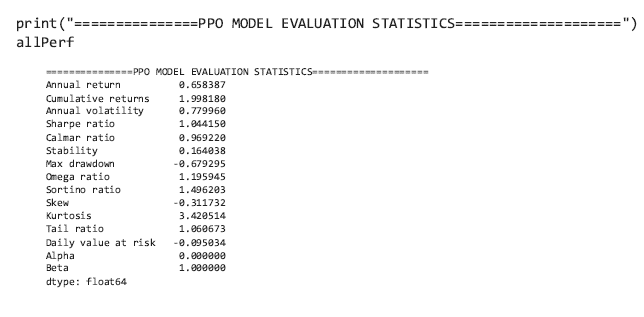 print("===============PPO MODEL EVALUATION STATISTICS====================")
allPerf
===============PPO MODEL EVALUATION STATISTICS====================
Annual return 0.658387
Cumulative returns 1.998180
Annual volatility 0.779960
Sharpe ratio 1.044150
Calmar ratio 0.969220
Stability 0.164038
Max drawdown -0.679295
Omega ratio 1.195945
Sortino ratio 1.496203
Skew -0.311732
Kurtosis 3.420514
Tail ratio 1.060673
Daily value at risk -0.095034
Alpha 0.000000
Beta 1.000000
dtype: float64